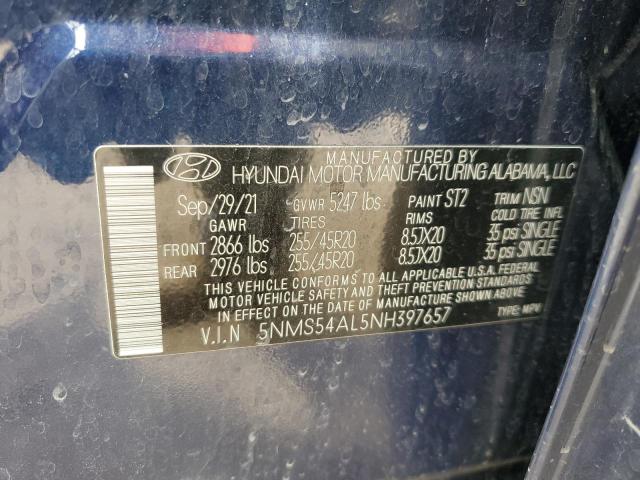 MANUFACTURED BY
HYUNDAI MOTOR MANUFACTURING ALABAMA, LLC
Sep/29/21 GVWR 5247 lbs PAINT ST2 TRIM NSN
GAWR TIRES RIMS COLD TIRE INFL
FRONT 2866 lbs 255/45R20 8.5JX20 35 psi SINGLE
REAR 2976 lbs 255/45R20 8.5JX20 35 psi SINGLE
THIS VEHICLE CONFORMS TO ALL APPLICABLE U.S.A. FEDERAL
MOTOR VEHICLE SAFETY AND THEFT PREVENTION STANDARDS
IN EFFECT ON THE DATE OF MANUFACTURE SHOWN ABOVE.
V.I.N 5NMS54AL5NH397657 TYPE: MPV